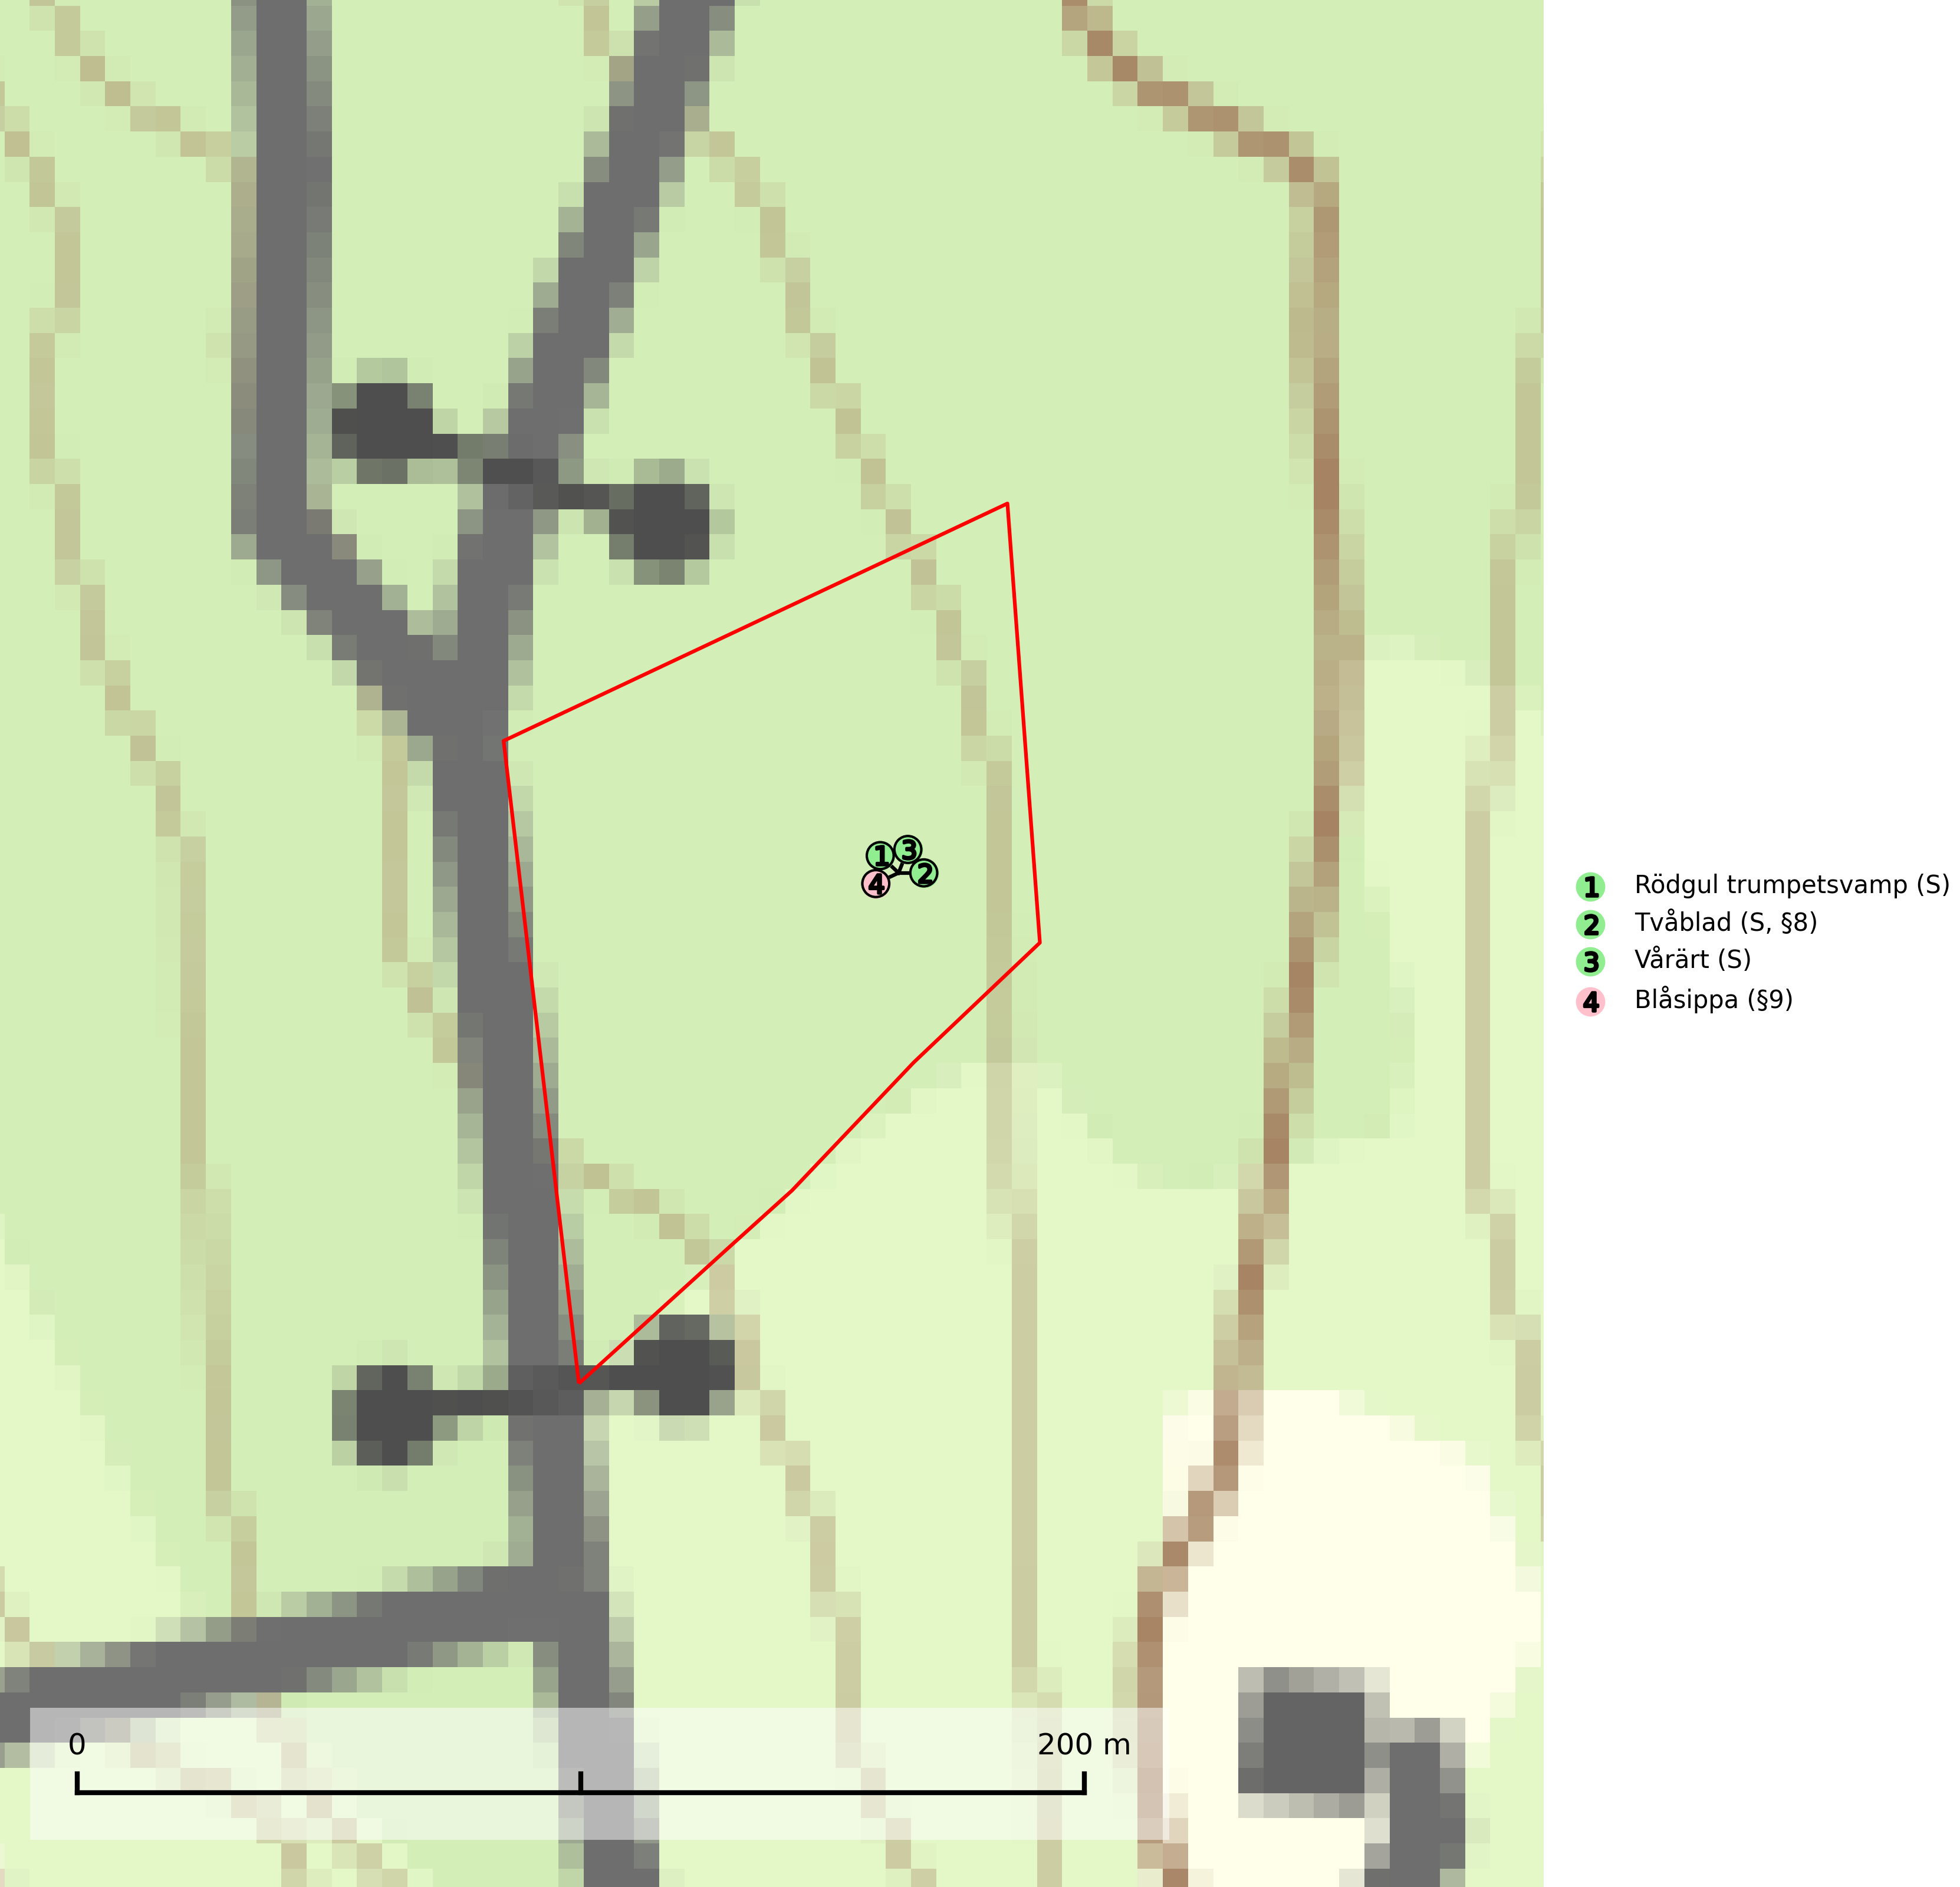 1 3
4 2
1 Rödgul trumpetsvamp (S)
2 Tvåblad (S, §8)
3 Vårärt (S)
4 Blåsippa (§9)
0 200 m